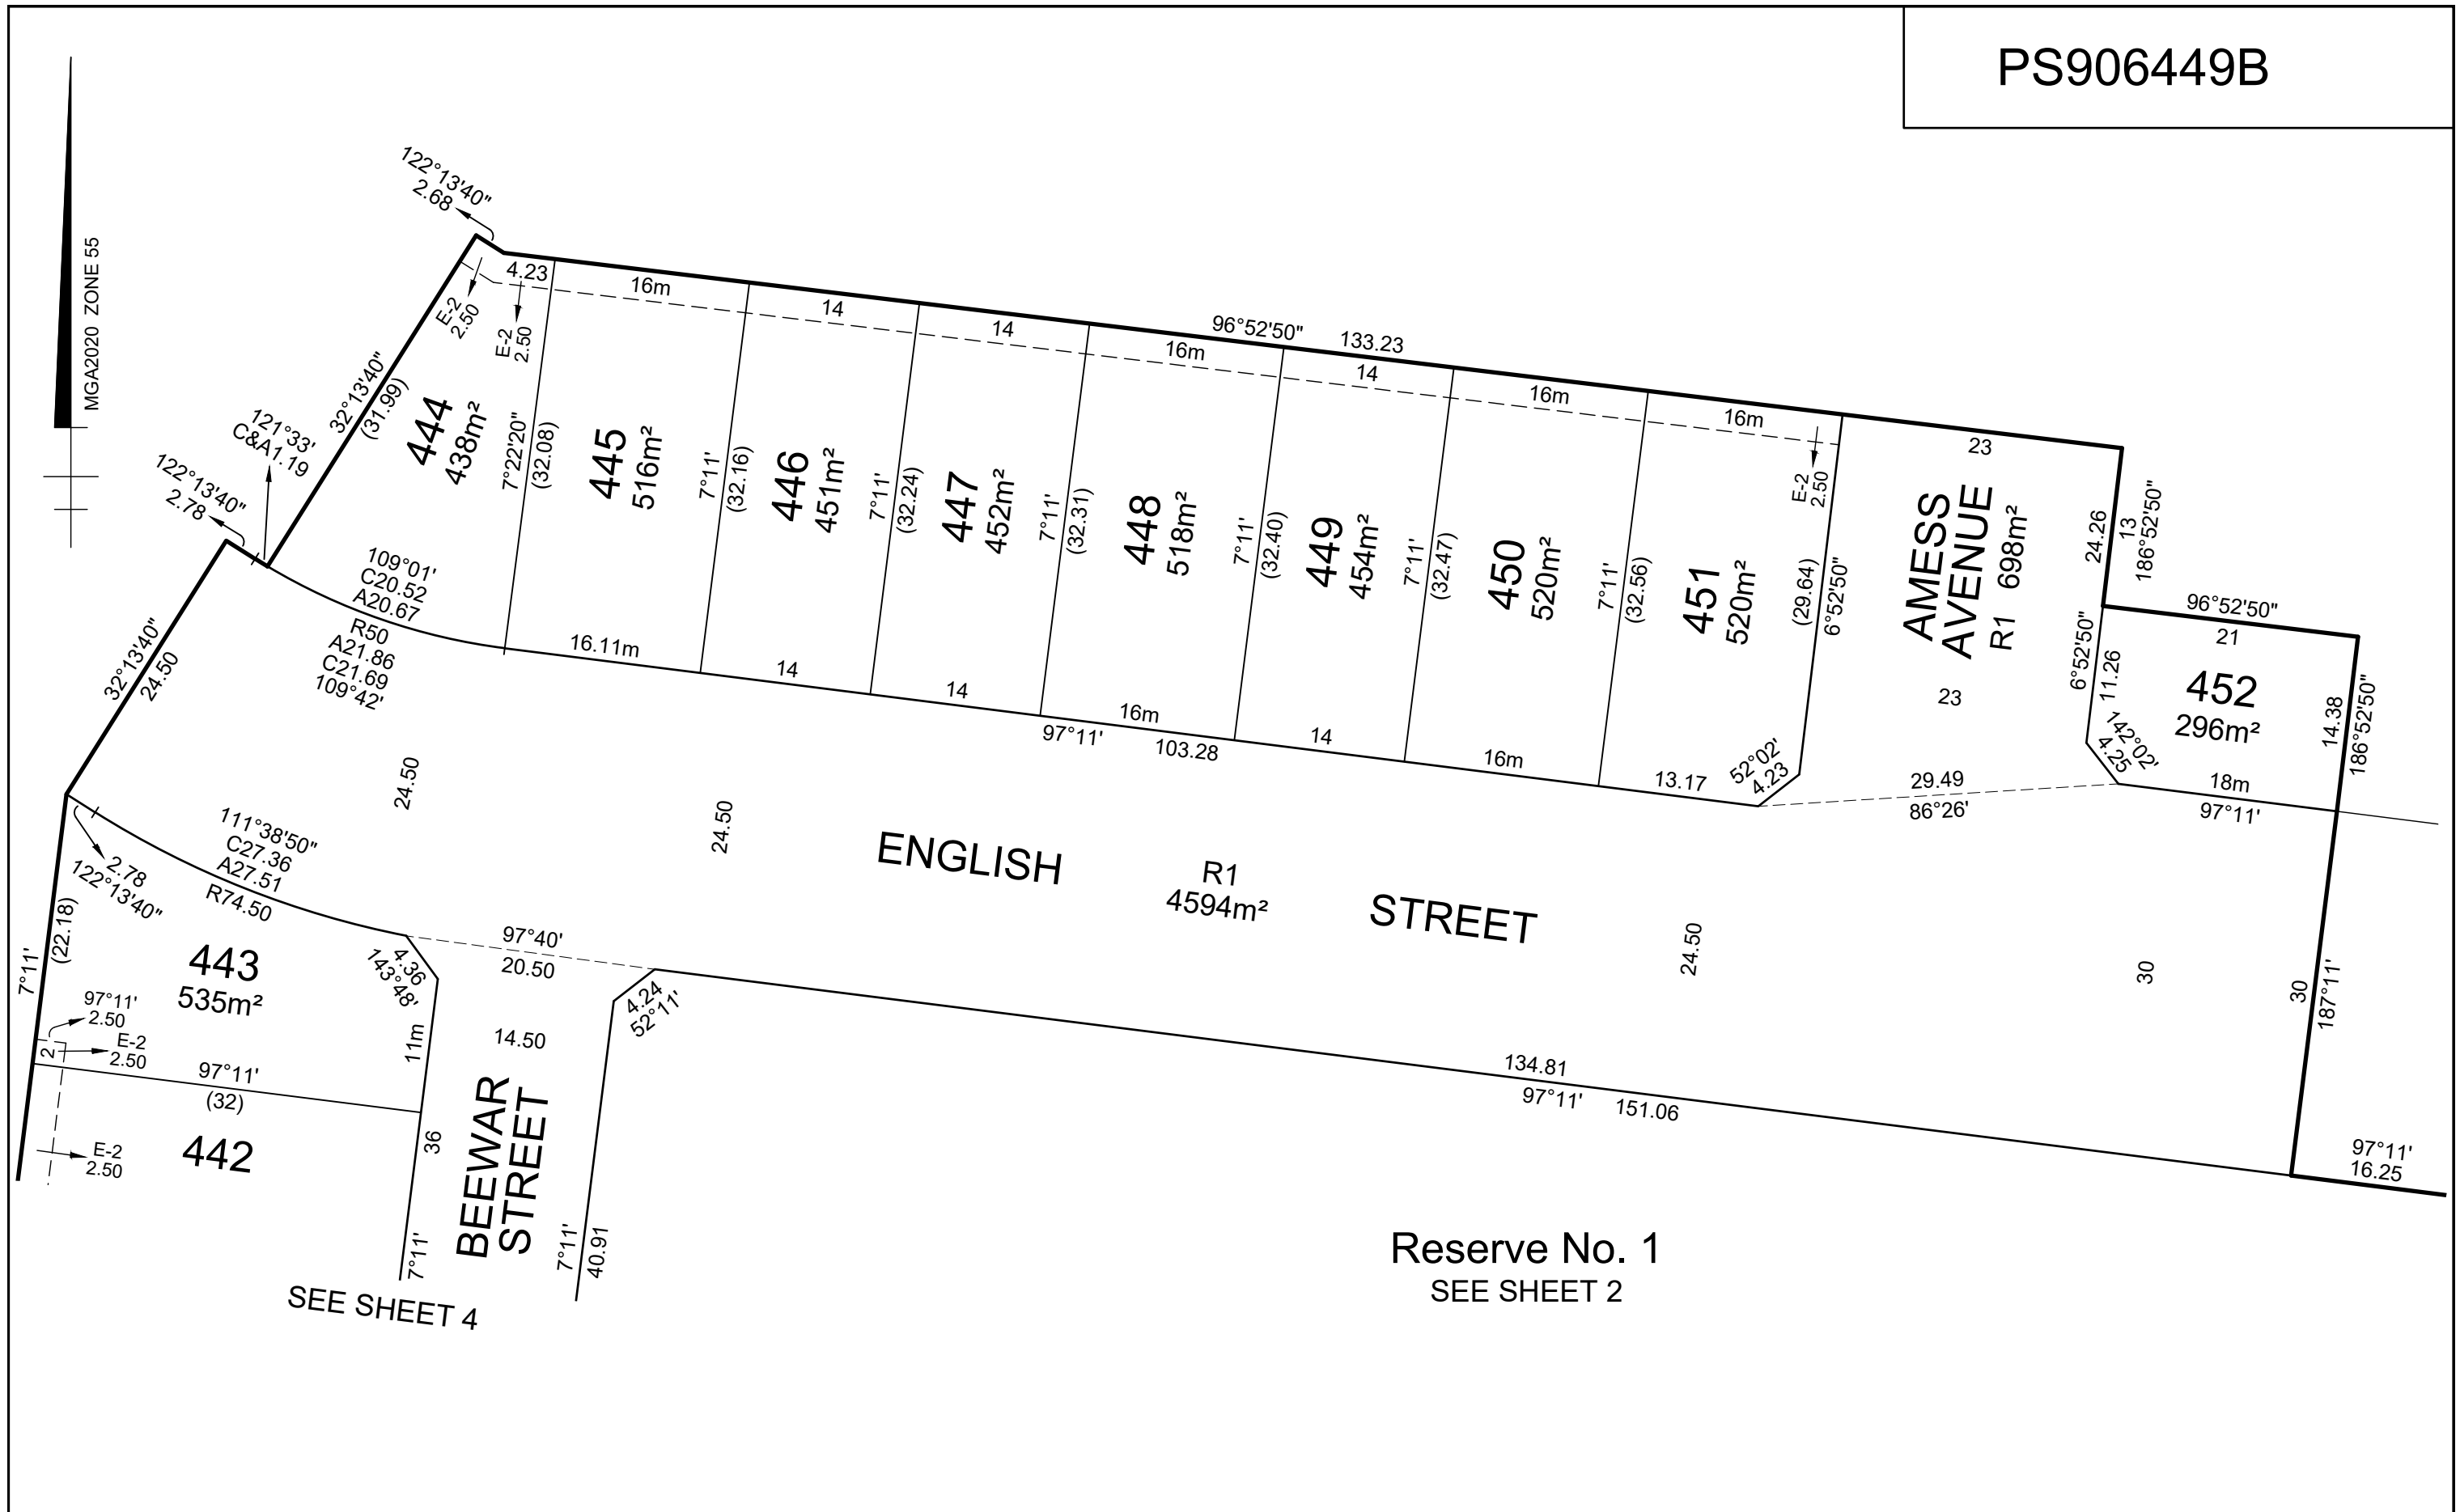 PS906449B
MGA2020 ZONE 55
122°13'40"
2.68
4.23
16m
14
14
96°52'50" 133.23
16m
14
16m
16m
23
E-2
2.50
E-2
2.50
32°13'40"
(31.99)
444
438m²
7°22'20"
(32.08)
445
516m²
7°11'
(32.16)
446
451m²
7°11'
(32.24)
447
452m²
7°11'
(32.31)
448
518m²
7°11'
(32.40)
449
454m²
7°11'
(32.47)
450
520m²
7°11'
(32.56)
451
520m²
E-2
2.50
(29.64)
6°52'50"
AMESS
AVENUE
R1 698m²
24.26
13
186°52'50"
121°33'
C&A1.19
122°13'40"
2.78
109°01'
C20.52
A20.67
R50
A21.86
C21.69
109°42'
32°13'40"
24.50
16.11m
14
14
16m
97°11' 103.28
14
16m
13.17
52°02'
4.23
23
29.49
86°26'
96°52'50"
21
6°52'50"
11.26
452
296m²
14.38
186°52'50"
142°02'
4.25
18m
97°11'
24.50
24.50
ENGLISH
R1
4594m²
STREET
24.50
30
30
187°11'
111°38'50"
C27.36
A27.51
R74.50
2.78
122°13'40"
7°11'
(22.18)
443
535m²
4.36
143°48'
97°40'
20.50
4.24
52°11'
14.50
11m
97°11'
2.50
2
E-2
2.50
97°11'
(32)
442
E-2
2.50
36
7°11'
BEEWAR
STREET
7°11'
40.91
134.81
97°11' 151.06
97°11'
16.25
Reserve No. 1
SEE SHEET 2
SEE SHEET 4